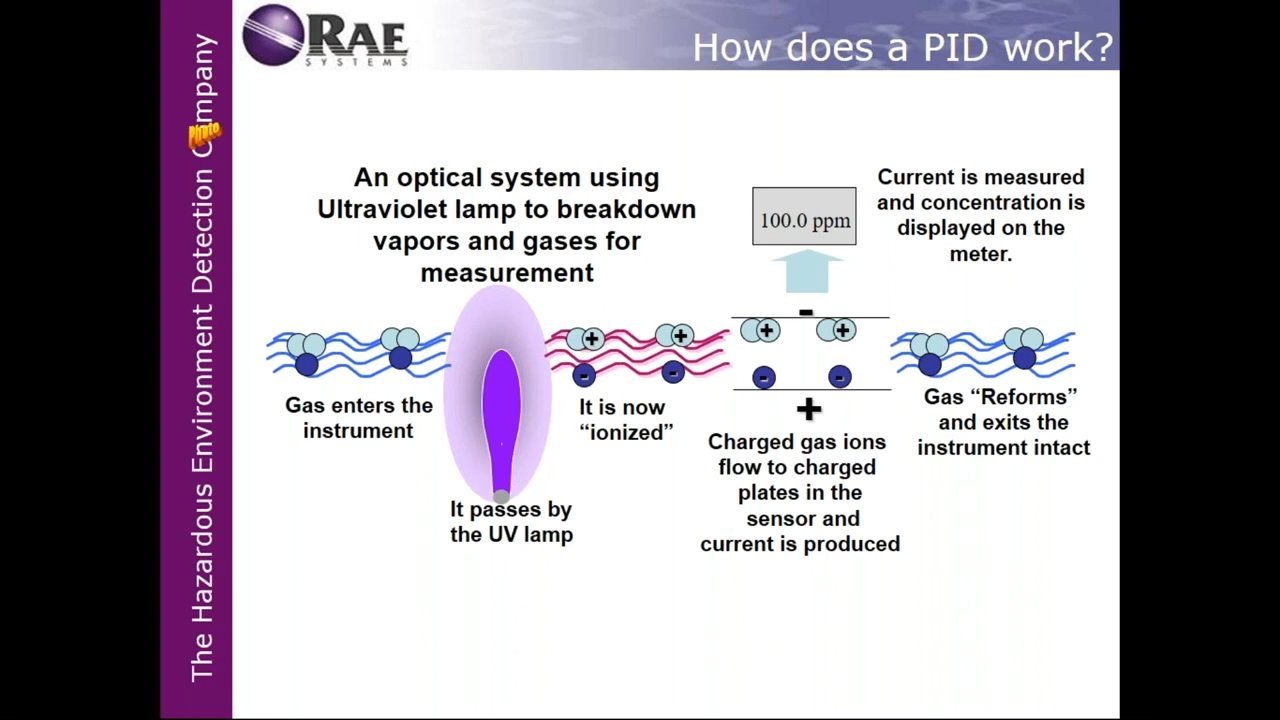 RAE
SYSTEMS
How does a PID work?
The Hazardous Environment Detection Company
Photo
An optical system using
Ultraviolet lamp to breakdown
vapors and gases for
measurement
100.0 ppm
Current is measured
and concentration is
displayed on the
meter.
-
+ + + +
- - - -
+
Gas enters the
instrument
It passes by
the UV lamp
It is now
“ionized”
Charged gas ions
flow to charged
plates in the
sensor and
current is produced
Gas “Reforms”
and exits the
instrument intact